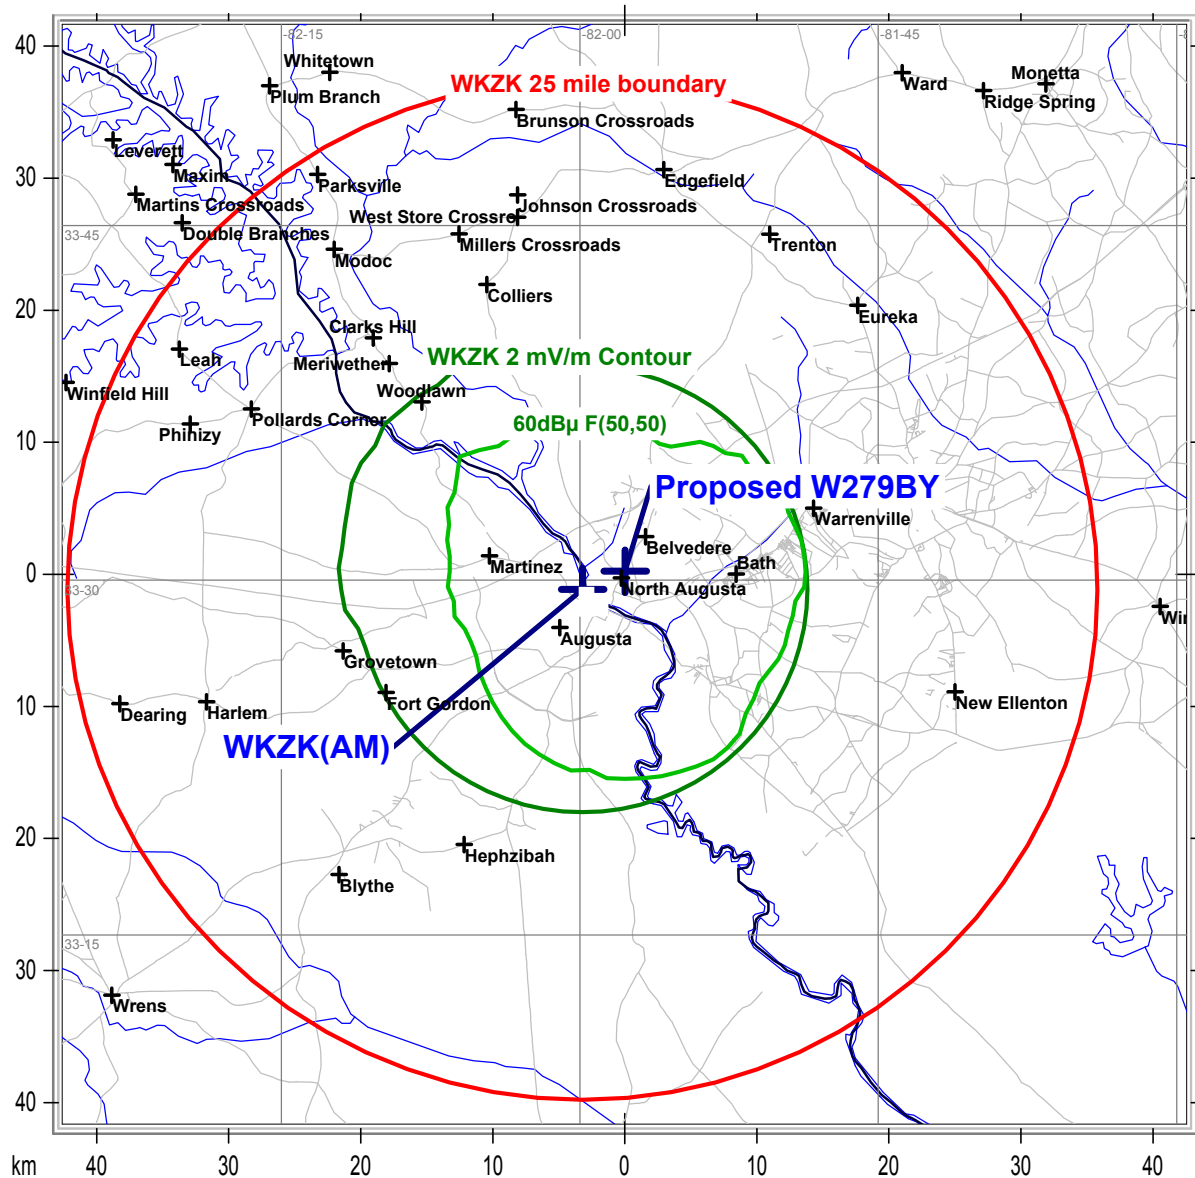 -82-15
-82-00
-81-45
40
Whitetown
Plum Branch
WKZK 25 mile boundary
Ward
Monetta
Ridge Spring
Brunson Crossroads
Leverett
Maxim
30
Parksville
Edgefield
Martins Crossroads
Johnson Crossroads
West Store Crossro
33-45
Double Branches
Millers Crossroads
Trenton
Modoc
Colliers
20
Eureka
Clarks Hill
Leah
Meriwether
WKZK 2 mV/m Contour
Winfield Hill
Woodlawn
Pollards Corner
Phinizy
60dBµ F(50,50)
10
Proposed W279BY
Warrenville
Belvedere
Martinez
Bath
0
33-30
North Augusta
Win
Augusta
Grovetown
Fort Gordon
New Ellenton
10
Dearing
Harlem
WKZK(AM)
20
Hephzibah
Blythe
33-15
30
Wrens
40
km
40
30
20
10
0
10
20
30
40